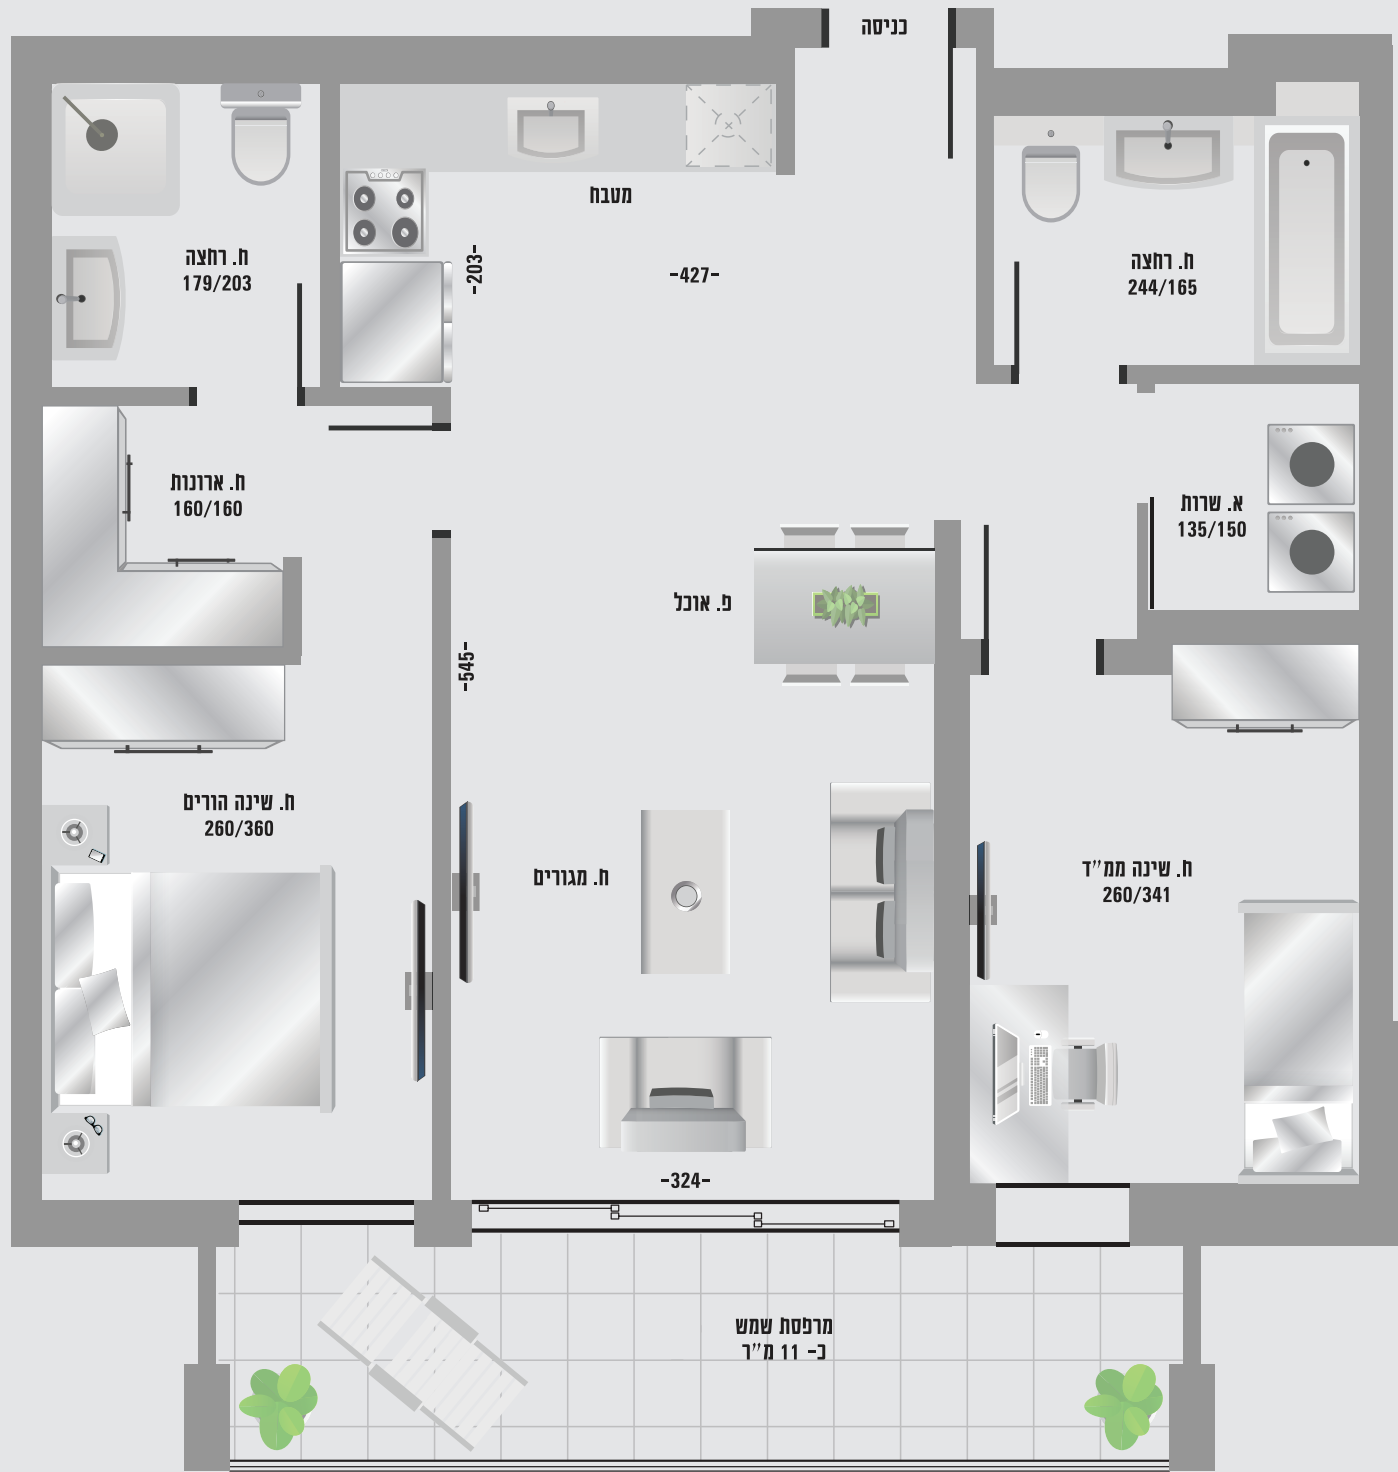 כניסה
מטבח
-203-
-427-
ח. רחצה
179/203
ח. רחצה
244/165
ח. ארונות
160/160
א. שרות
135/150
פ. אוכל
-545-
ח. שינה הורים
260/360
ח. מגורים
ח. שינה ממ״ד
260/341
-324-
מרפסת שמש
כ- 11 מ״ר